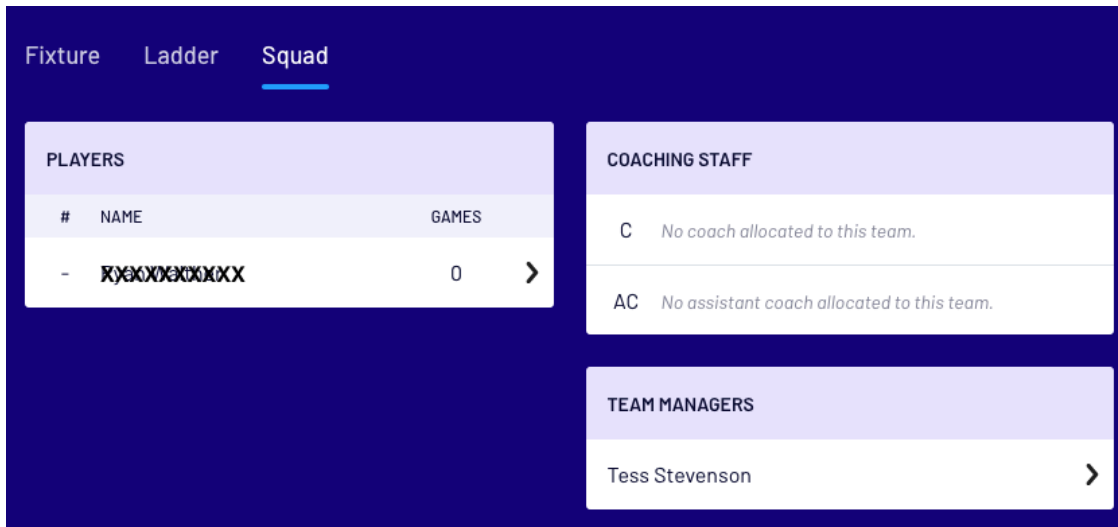 Fixture Ladder Squad
PLAYERS
# NAME GAMES
- XXXXXXXXXX 0
COACHING STAFF
C No coach allocated to this team.
AC No assistant coach allocated to this team.
TEAM MANAGERS
Tess Stevenson